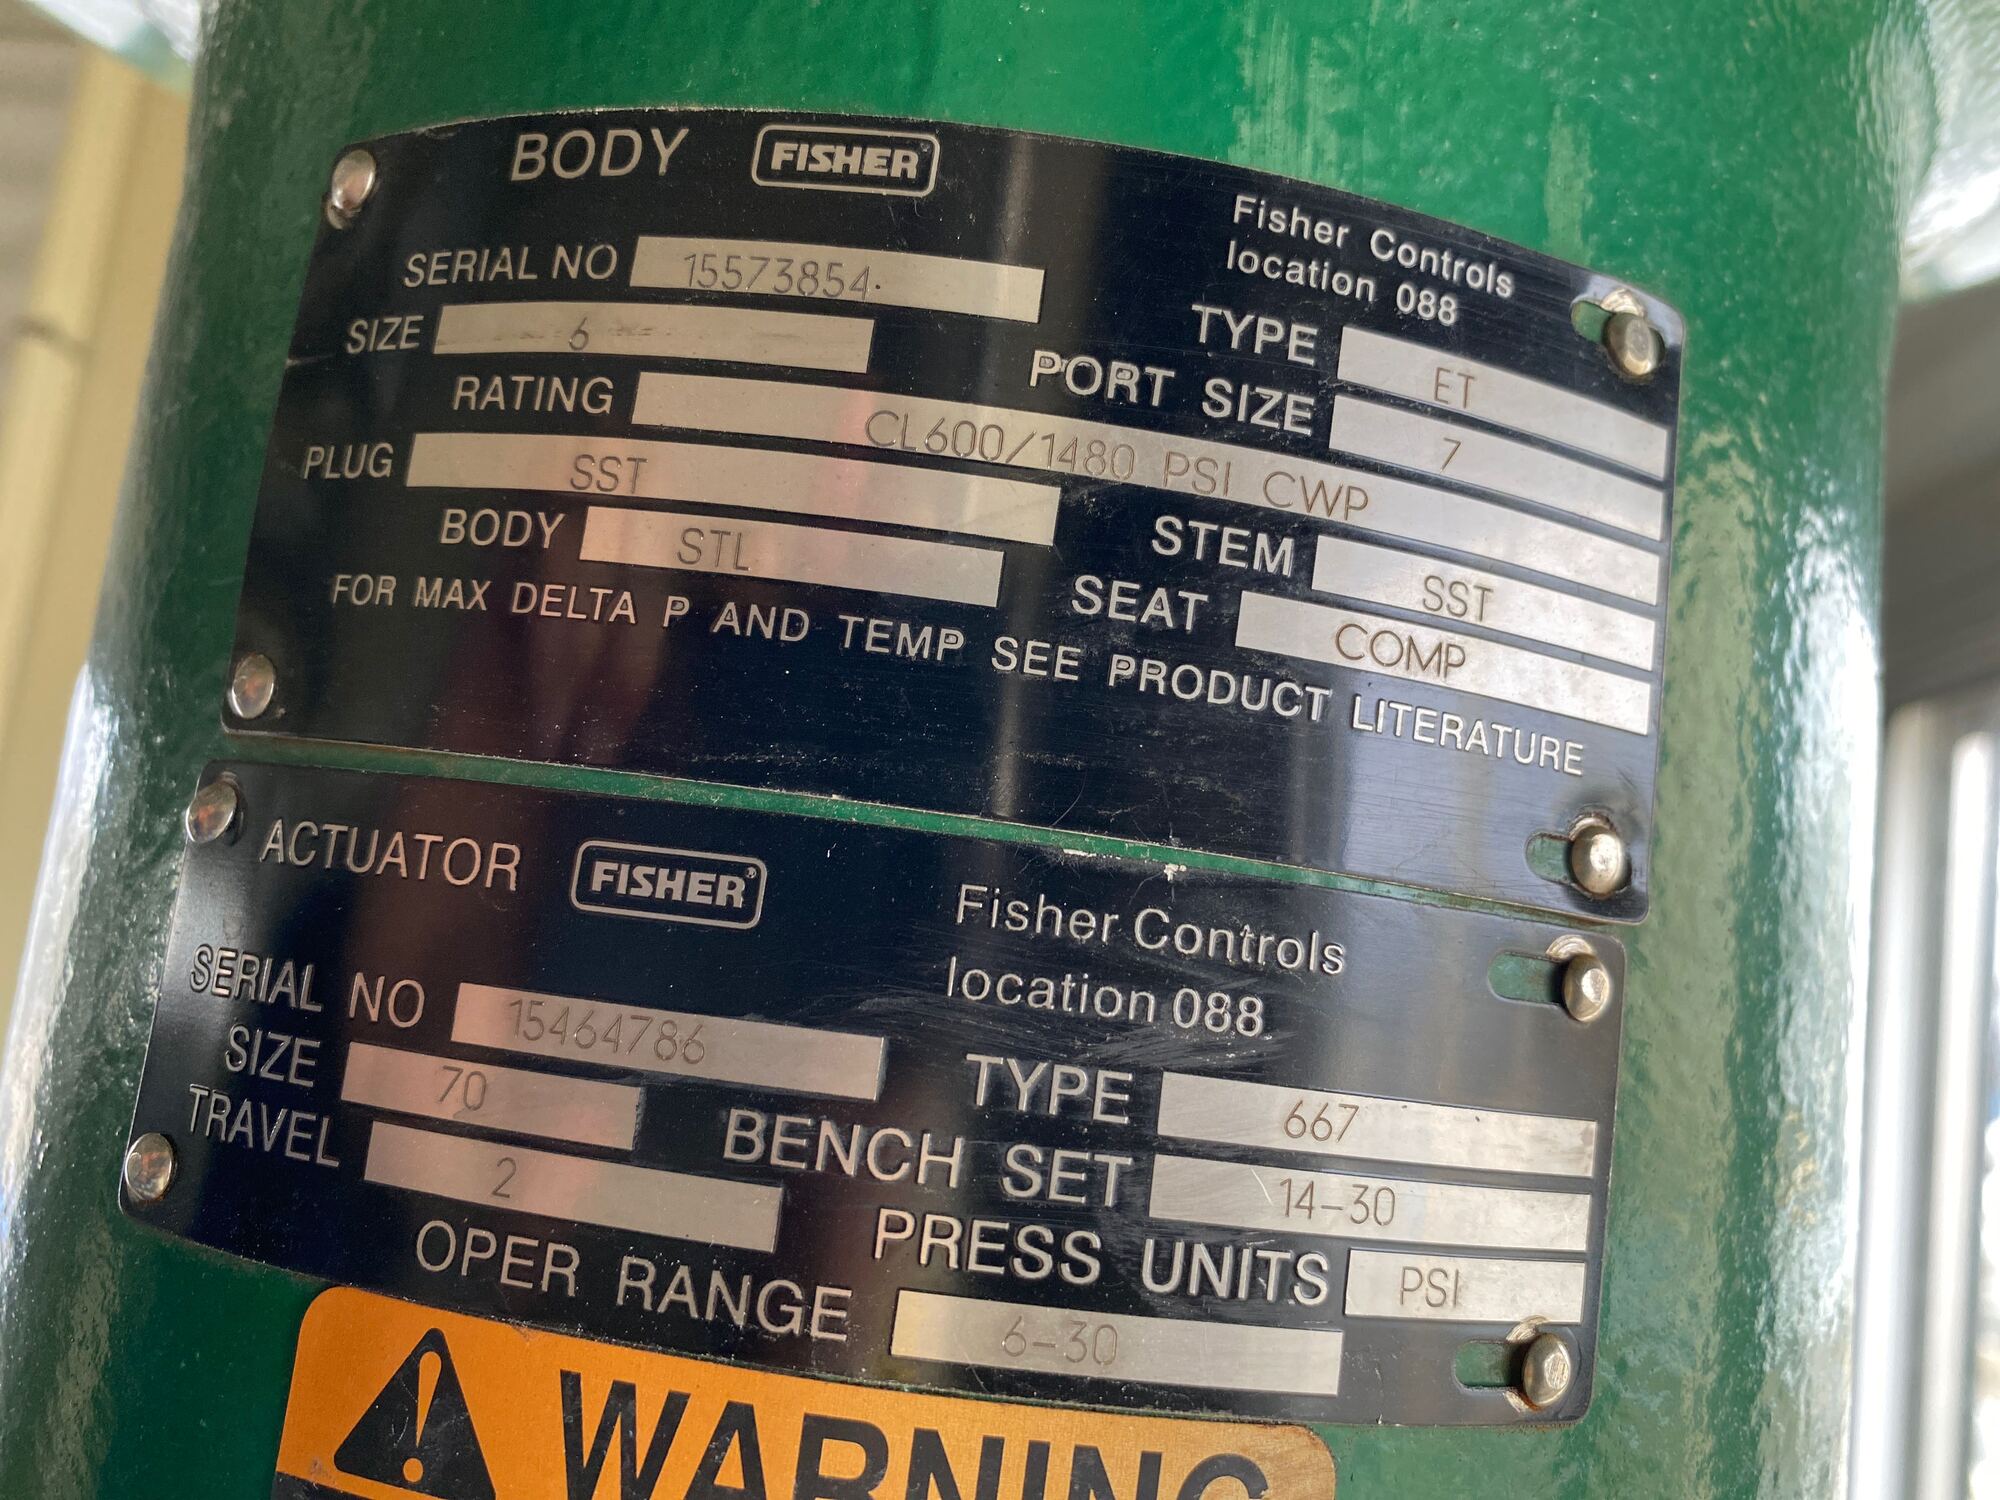 BODY FISHER
Fisher Controls
location 088
SERIAL NO 15573854
TYPE ET
SIZE 6
PORT SIZE 7
RATING CL600/1480 PSI CWP
PLUG SST
STEM SST
BODY STL
SEAT COMP
FOR MAX DELTA P AND TEMP SEE PRODUCT LITERATURE
ACTUATOR FISHER®
Fisher Controls
location 088
SERIAL NO 15464786
TYPE 667
SIZE 70
BENCH SET 14-30
TRAVEL 2
PRESS UNITS PSI
OPER RANGE 6-30
WARNING